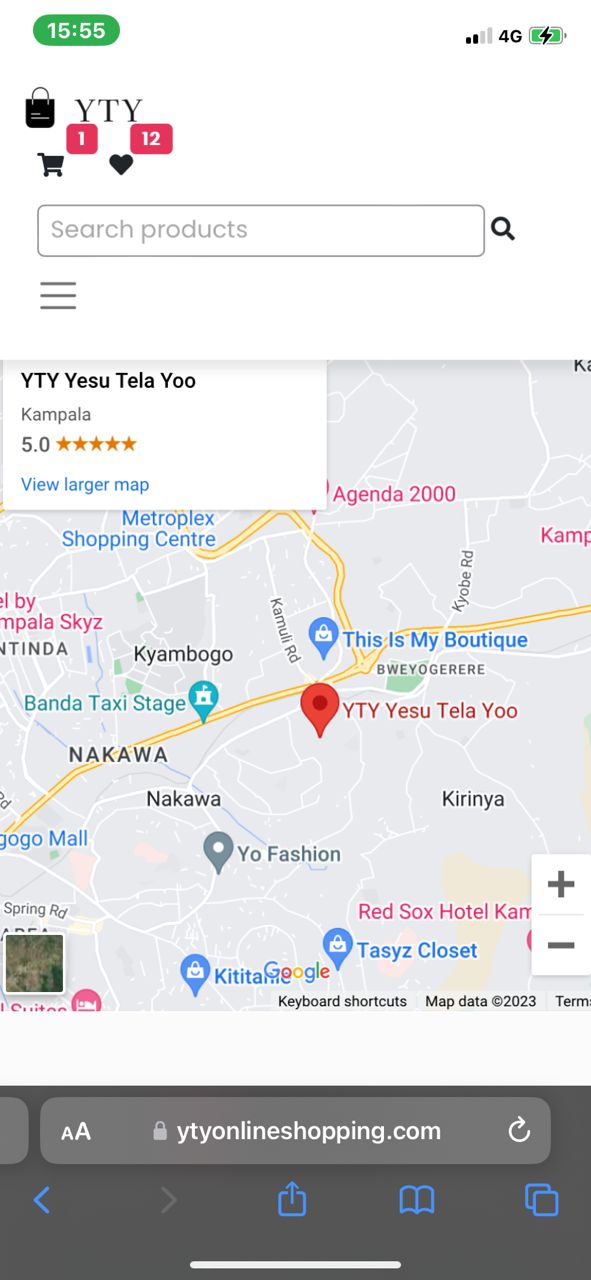 15:55
4G
YTY
1
12
Search products
YTY Yesu Tela Yoo
Kampala
5.0
View larger map
Agenda 2000
Metroplex
Shopping Centre
Kamp
el by
mpala Skyz
NTINDA
Kyambogo
Kamuli Rd
Kyobe Rd
This Is My Boutique
BWEYOGERERE
Banda Taxi Stage
YTY Yesu Tela Yoo
NAKAWA
Nakawa
Kirinya
gogo Mall
Yo Fashion
Spring Rd
Red Sox Hotel Kam
Tasyz Closet
Google
Keyboard shortcuts
Map data ©2023
Terms
AA
ytyonlineshopping.com